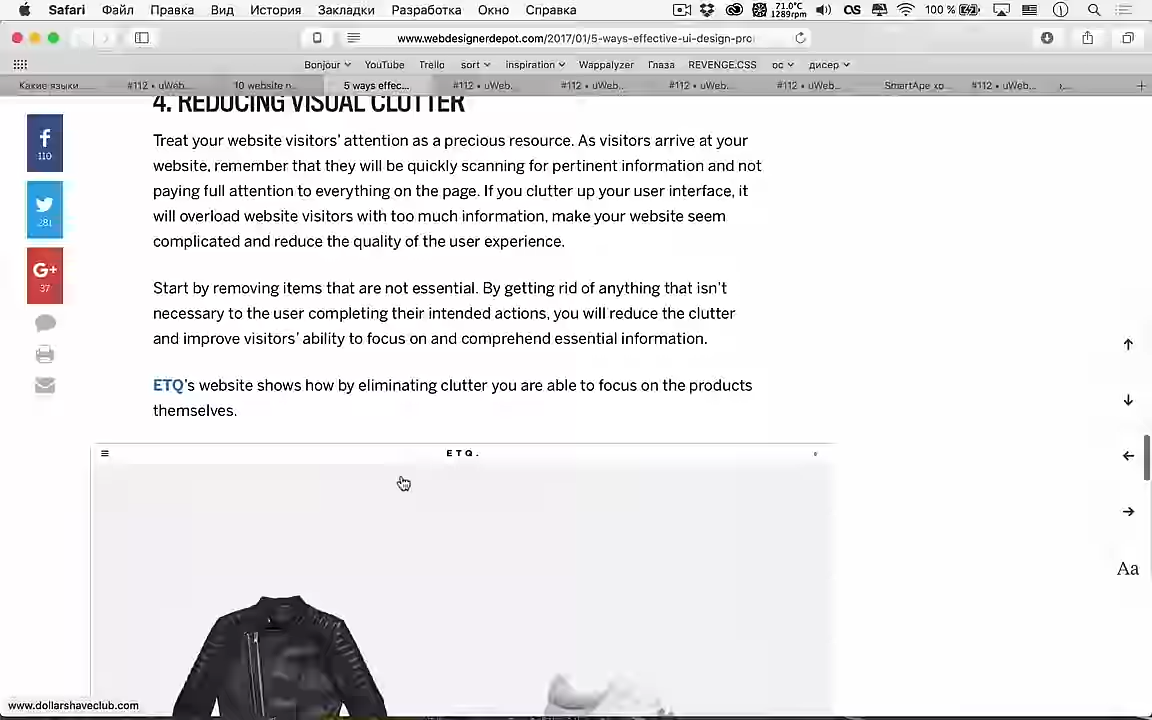 Safari Файл Правка Вид История Закладки Разработка Окно Справка 71.0°C 1289rpm 100 %
www.webdesignerdepot.com/2017/01/5-ways-effective-ui-design-pro
Bonjour YouTube Trello sort inspiration Wappalyzer Глаза REVENGE.CSS ос дисер
Какие языки... #112 • uWeb... 10 website n... 5 ways effec... #112 • uWeb... #112 • uWeb... #112 • uWeb... #112 • uWeb... SmartApe хо... #112 • uWeb...
4. REDUCING VISUAL CLUTTER
Treat your website visitors' attention as a precious resource. As visitors arrive at your
website, remember that they will be quickly scanning for pertinent information and not
paying full attention to everything on the page. If you clutter up your user interface, it
will overload website visitors with too much information, make your website seem
complicated and reduce the quality of the user experience.
Start by removing items that are not essential. By getting rid of anything that isn't
necessary to the user completing their intended actions, you will reduce the clutter
and improve visitors' ability to focus on and comprehend essential information.
ETQ's website shows how by eliminating clutter you are able to focus on the products
themselves.
110
281
G+
37
ETQ.
Aa
www.dollarshaveclub.com